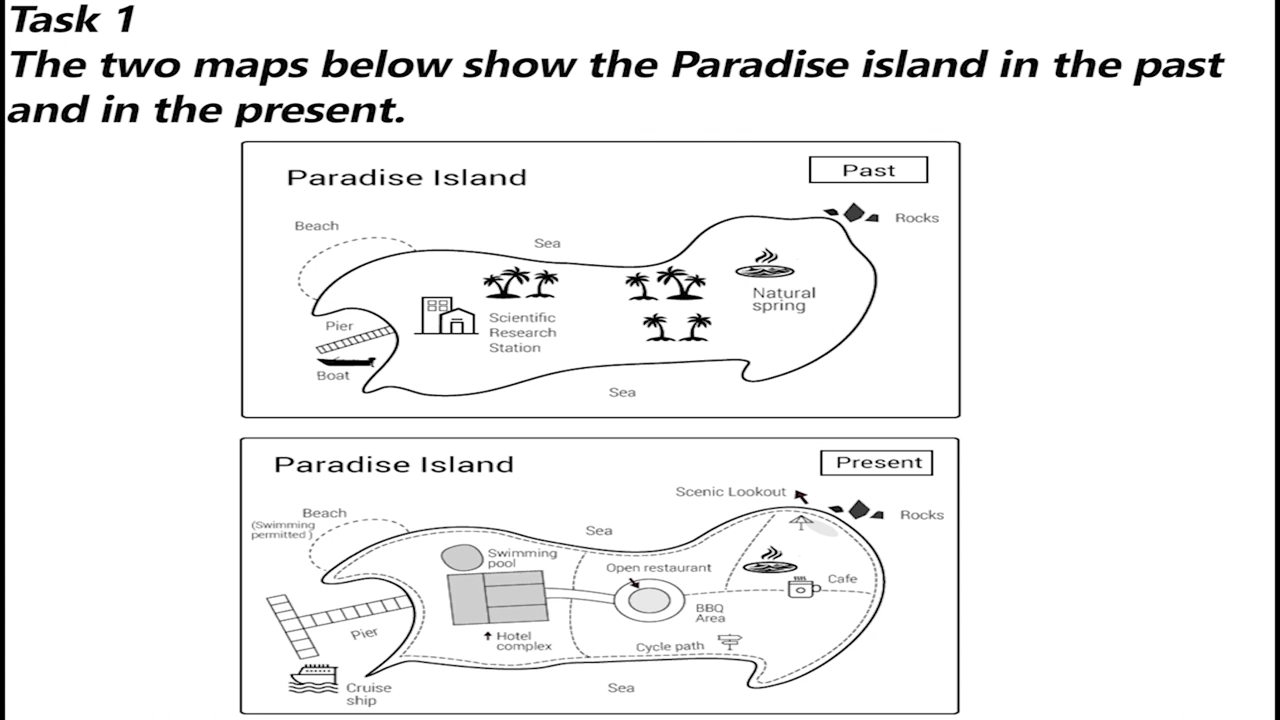 Task 1
The two maps below show the Paradise island in the past
and in the present.
Paradise Island
Past
Rocks
Beach
Sea
Natural
spring
Scientific
Research
Station
Pier
Boat
Sea
Paradise Island
Present
Scenic Lookout
Rocks
Beach
(Swimming
permitted )
Sea
Swimming
pool
Open restaurant
Cafe
BBQ
Area
Pier
Hotel
complex
Cycle path
Cruise
ship
Sea